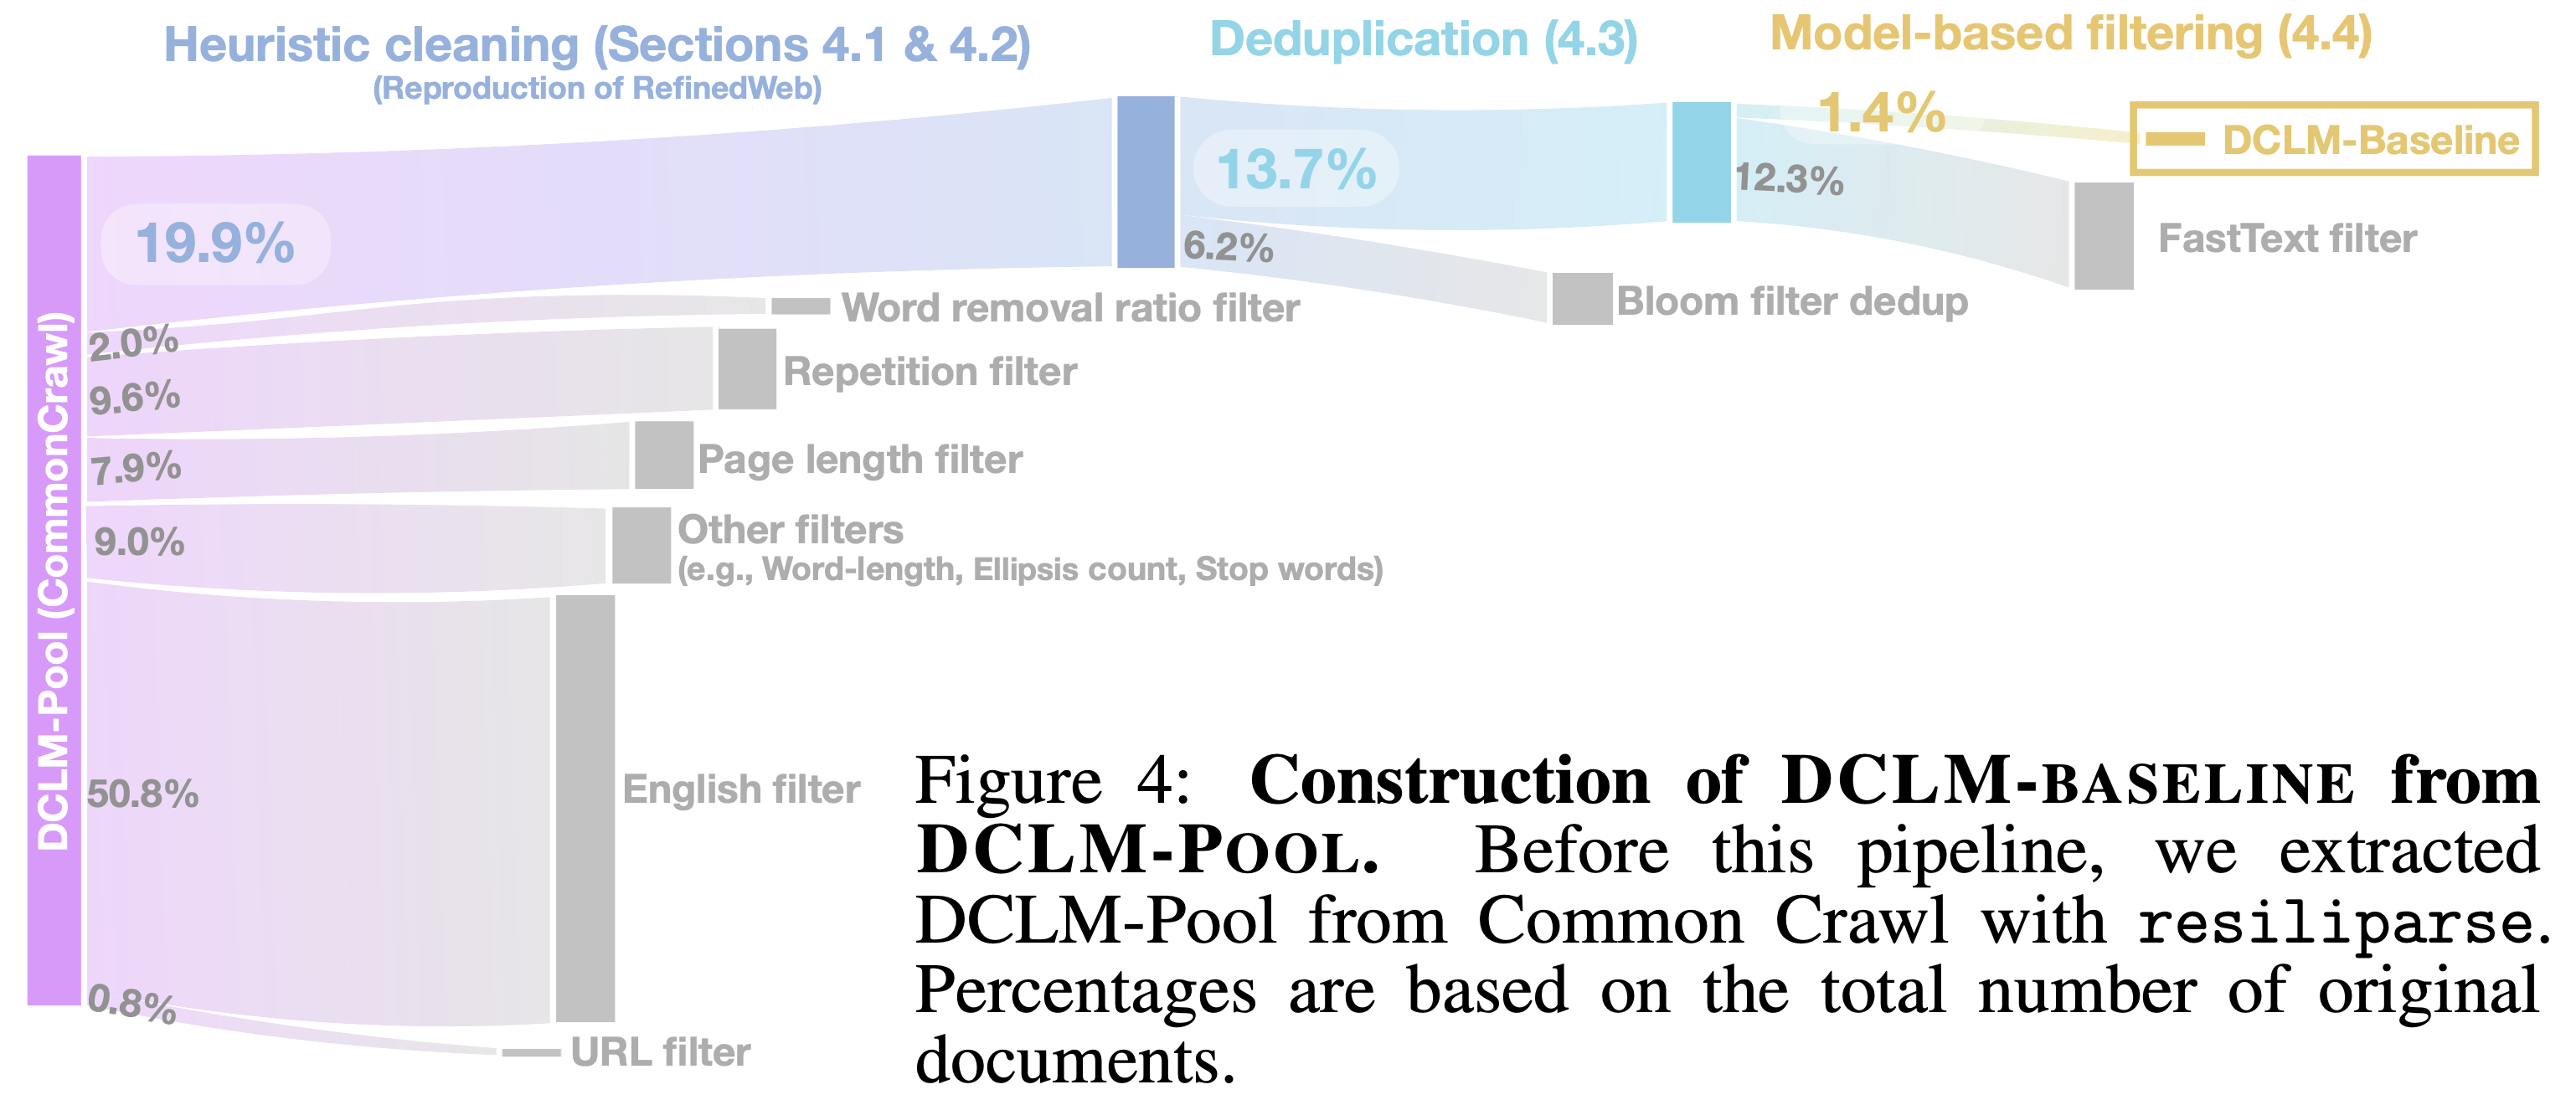 Heuristic cleaning (Sections 4.1 & 4.2)
(Reproduction of RefinedWeb)
Deduplication (4.3)
Model-based filtering (4.4)
DCLM-Pool (CommonCrawl)
19.9%
13.7%
1.4%
DCLM-Baseline
12.3%
FastText filter
6.2%
Bloom filter dedup
2.0%
Word removal ratio filter
9.6%
Repetition filter
7.9%
Page length filter
9.0%
Other filters
(e.g., Word-length, Ellipsis count, Stop words)
50.8%
English filter
0.8%
URL filter
Figure 4: Construction of DCLM-BASELINE from
DCLM-POOL. Before this pipeline, we extracted
DCLM-Pool from Common Crawl with resiliparse.
Percentages are based on the total number of original
documents.